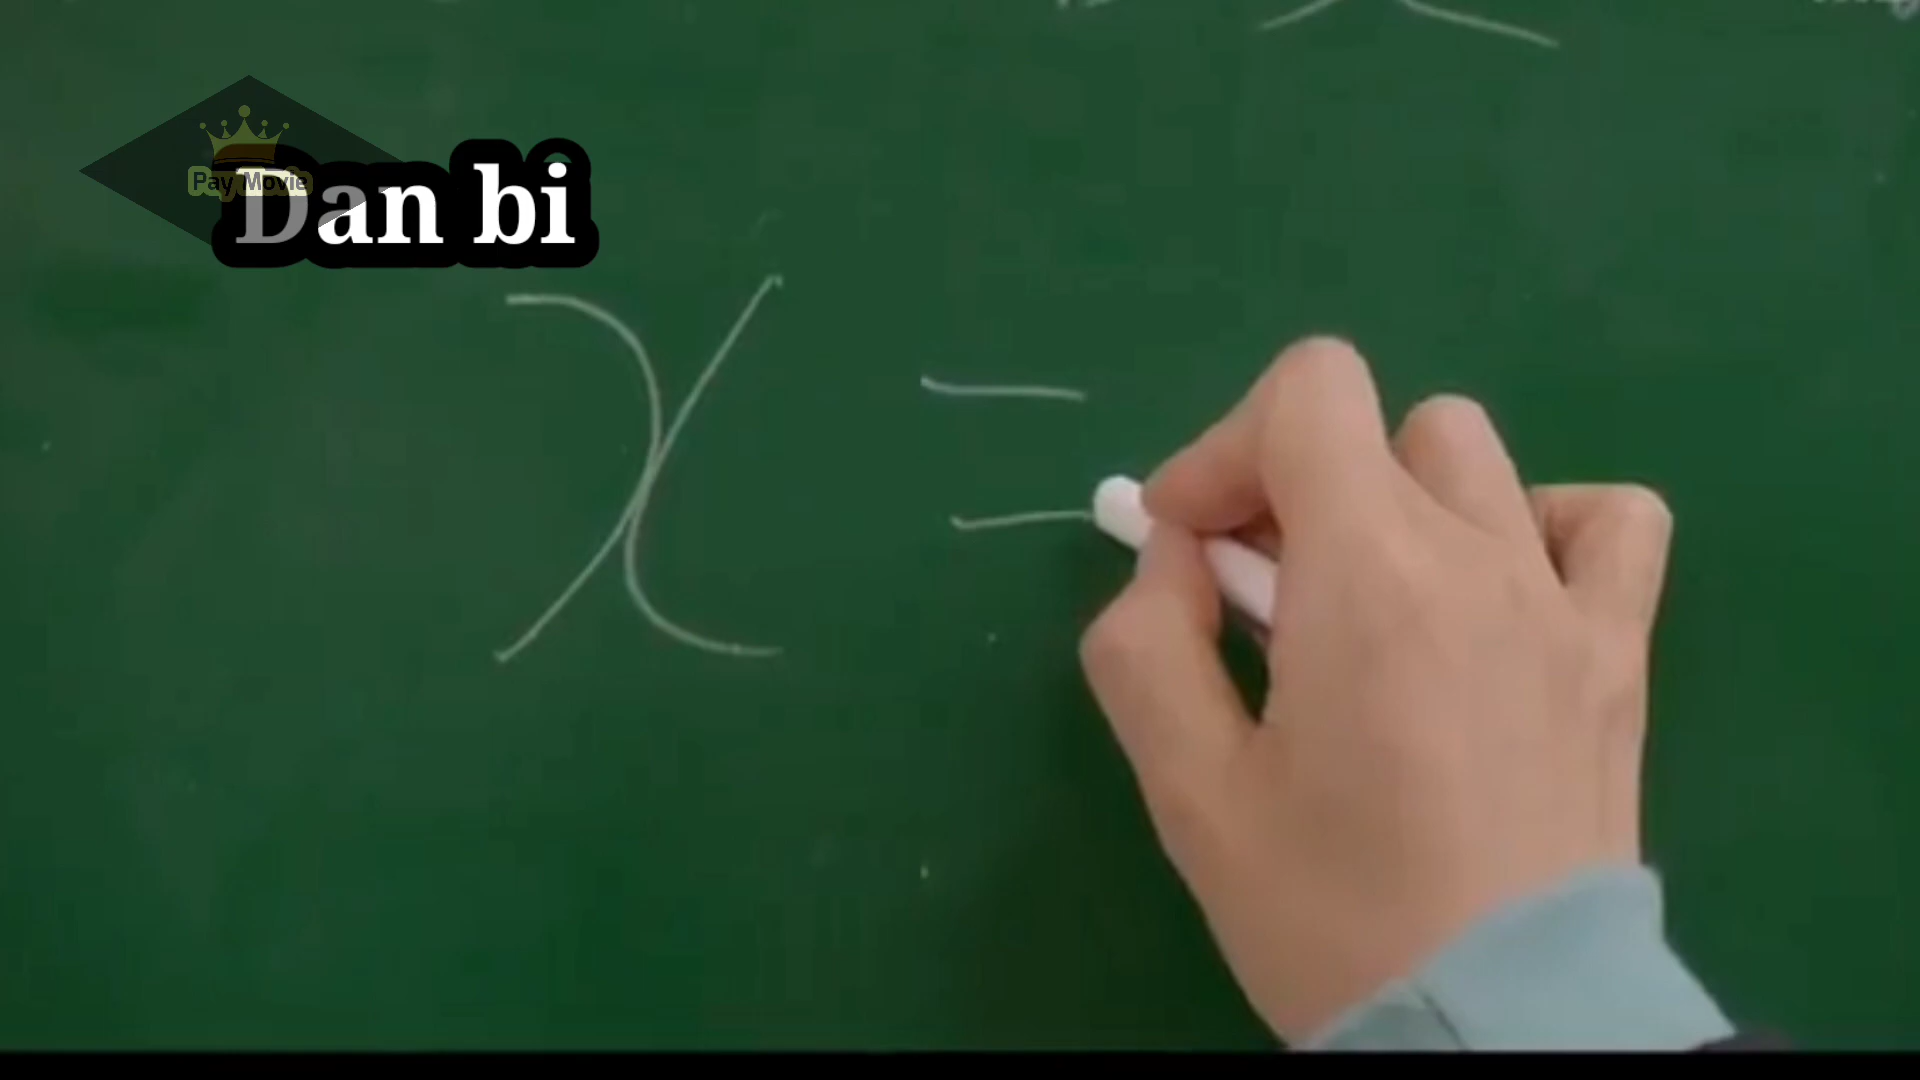 Pay Movie
Dan bi
x =